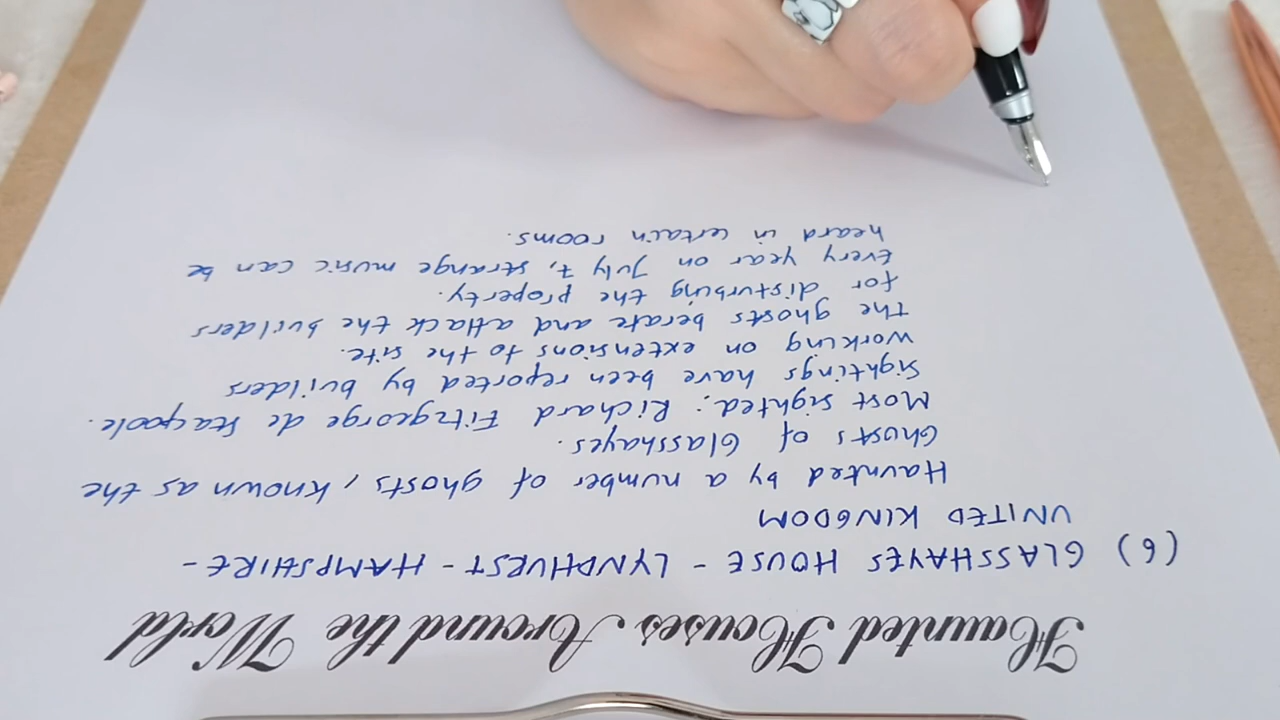 Haunted Houses Around the World
(6) GLASSHAYES HOUSE - LYNDHURST - HAMPSHIRE -
UNITED KINGDOM
Haunted by a number of ghosts, known as the
Ghosts of Glasshayes.
Most sighted: Richard Fitzgeorge de Stacpoole.
Sightings have been reported by builders
working on extensions to the site.
The ghosts berate and attack the builders
for disturbing the property.
Every year on July 7, strange music can be
heard in certain rooms.